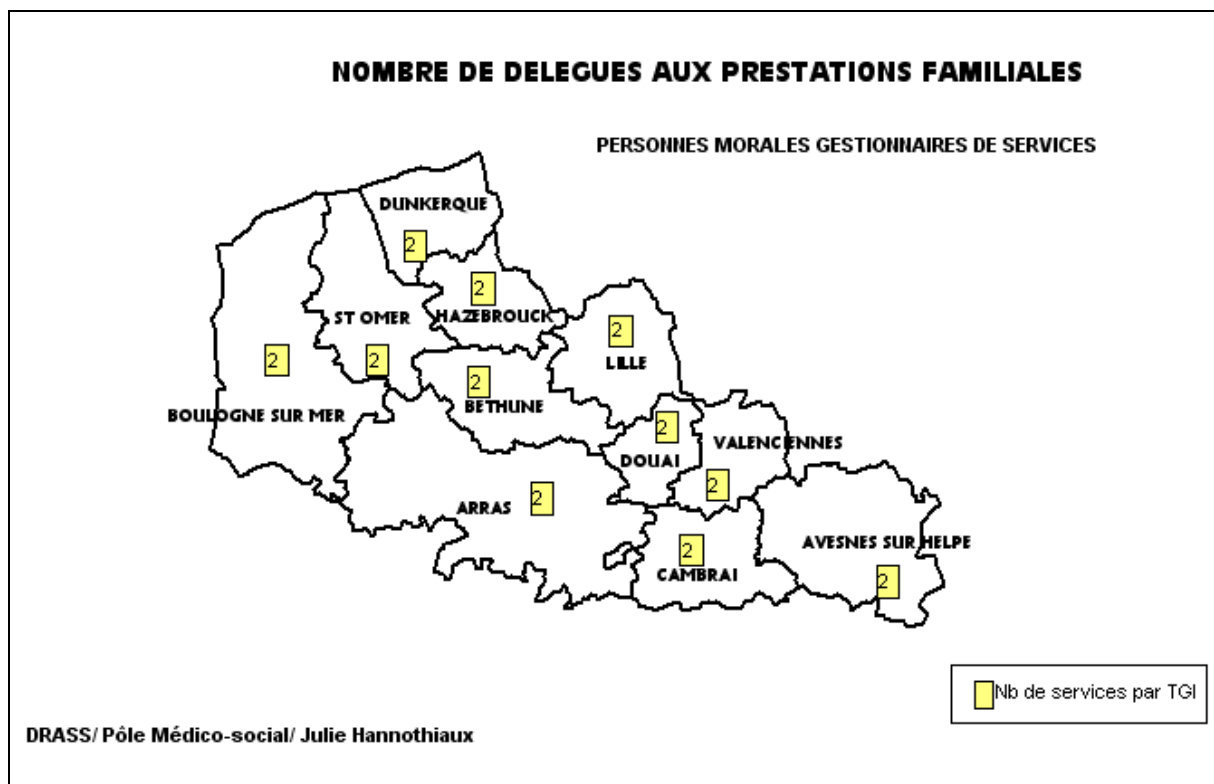 NOMBRE DE DELEGUES AUX PRESTATIONS FAMILIALES
PERSONNES MORALES GESTIONNAIRES DE SERVICES
DUNKERQUE
2
2
HAZEBROUCK
ST OMER
2
2
LILLE
2
2
BETHUNE
BOULOGNE SUR MER
2
DOUAI
VALENCIENNES
2
2
ARRAS
2
CAMBRAI
AVESNES SUR HELPE
2
Nb de services par TGI
DRASS/ Pôle Médico-social/ Julie Hannothiaux